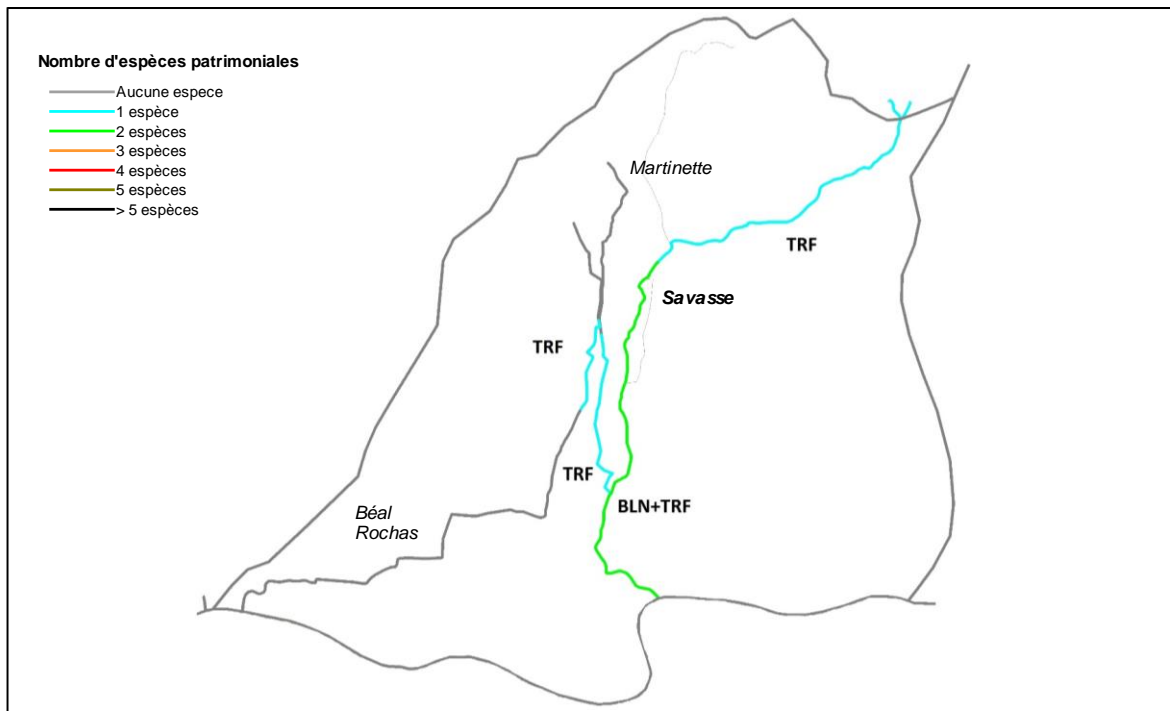 Nombre d'espèces patrimoniales
Aucune espece
1 espèce
2 espèces
3 espèces
4 espèces
5 espèces
> 5 espèces
Martinette
TRF
Savasse
TRF
TRF
BLN+TRF
Béal
Rochas